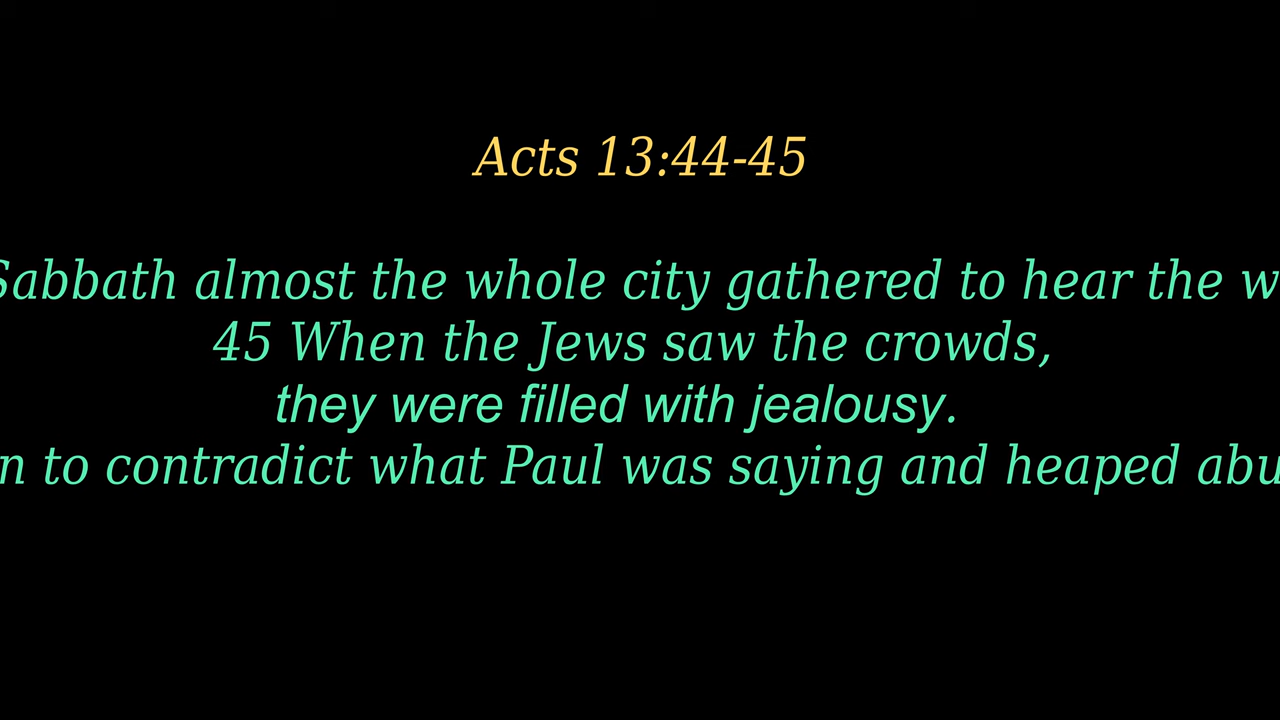 Acts 13:44-45
Sabbath almost the whole city gathered to hear the
45 When the Jews saw the crowds,
they were filled with jealousy.
to contradict what Paul was saying and heaped